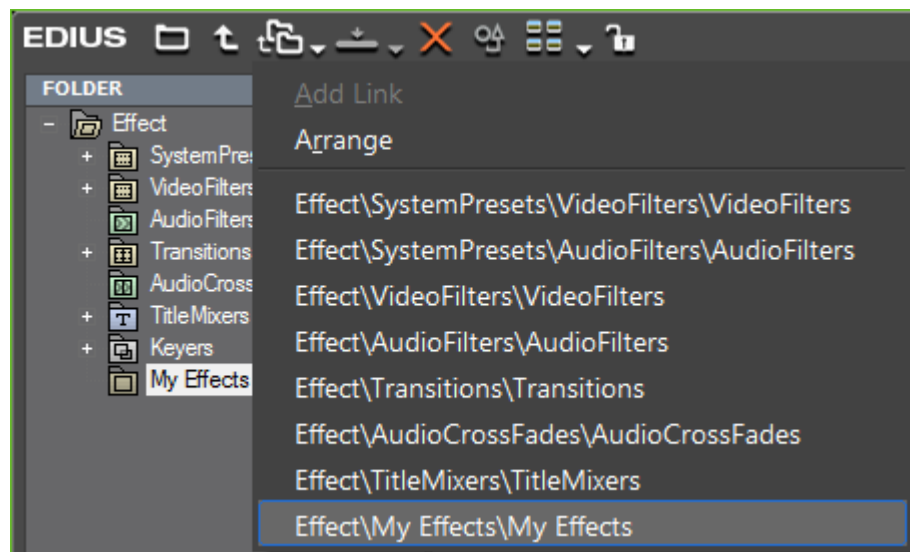 EDIUS
FOLDER
Effect
SystemPre
VideoFilters
AudioFilters
Transitions
AudioCross
TitleMixers
Keyers
My Effects
Add Link
Arrange
Effect\SystemPresets\VideoFilters\VideoFilters
Effect\SystemPresets\AudioFilters\AudioFilters
Effect\VideoFilters\VideoFilters
Effect\AudioFilters\AudioFilters
Effect\Transitions\Transitions
Effect\AudioCrossFades\AudioCrossFades
Effect\TitleMixers\TitleMixers
Effect\My Effects\My Effects